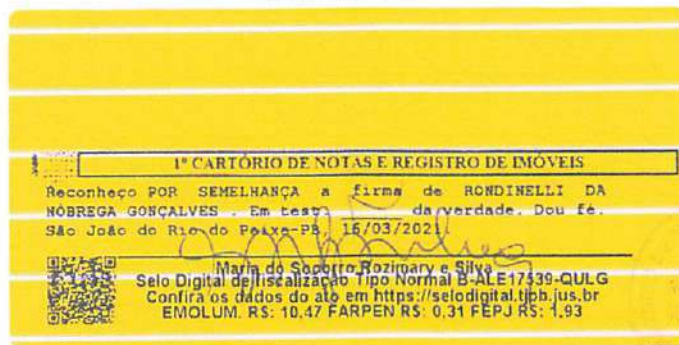 1º CARTÓRIO DE NOTAS E REGISTRO DE IMÓVEIS
Reconheço POR SEMELHANÇA a firma de RONDINELLI DA
NÓBREGA GONÇALVES . Em test. ______ da verdade. Dou fé.
São João do Rio do Peixe-PB, 16/03/2021
Maria do Socorro Rozimary e Silva
Selo Digital de Fiscalização Tipo Normal B-ALE17539-QULG
Confira os dados do ato em https://selodigital.tjpb.jus.br
EMOLUM. R$: 10,47 FARPEN R$: 0,31 FEPJ R$: 1,93